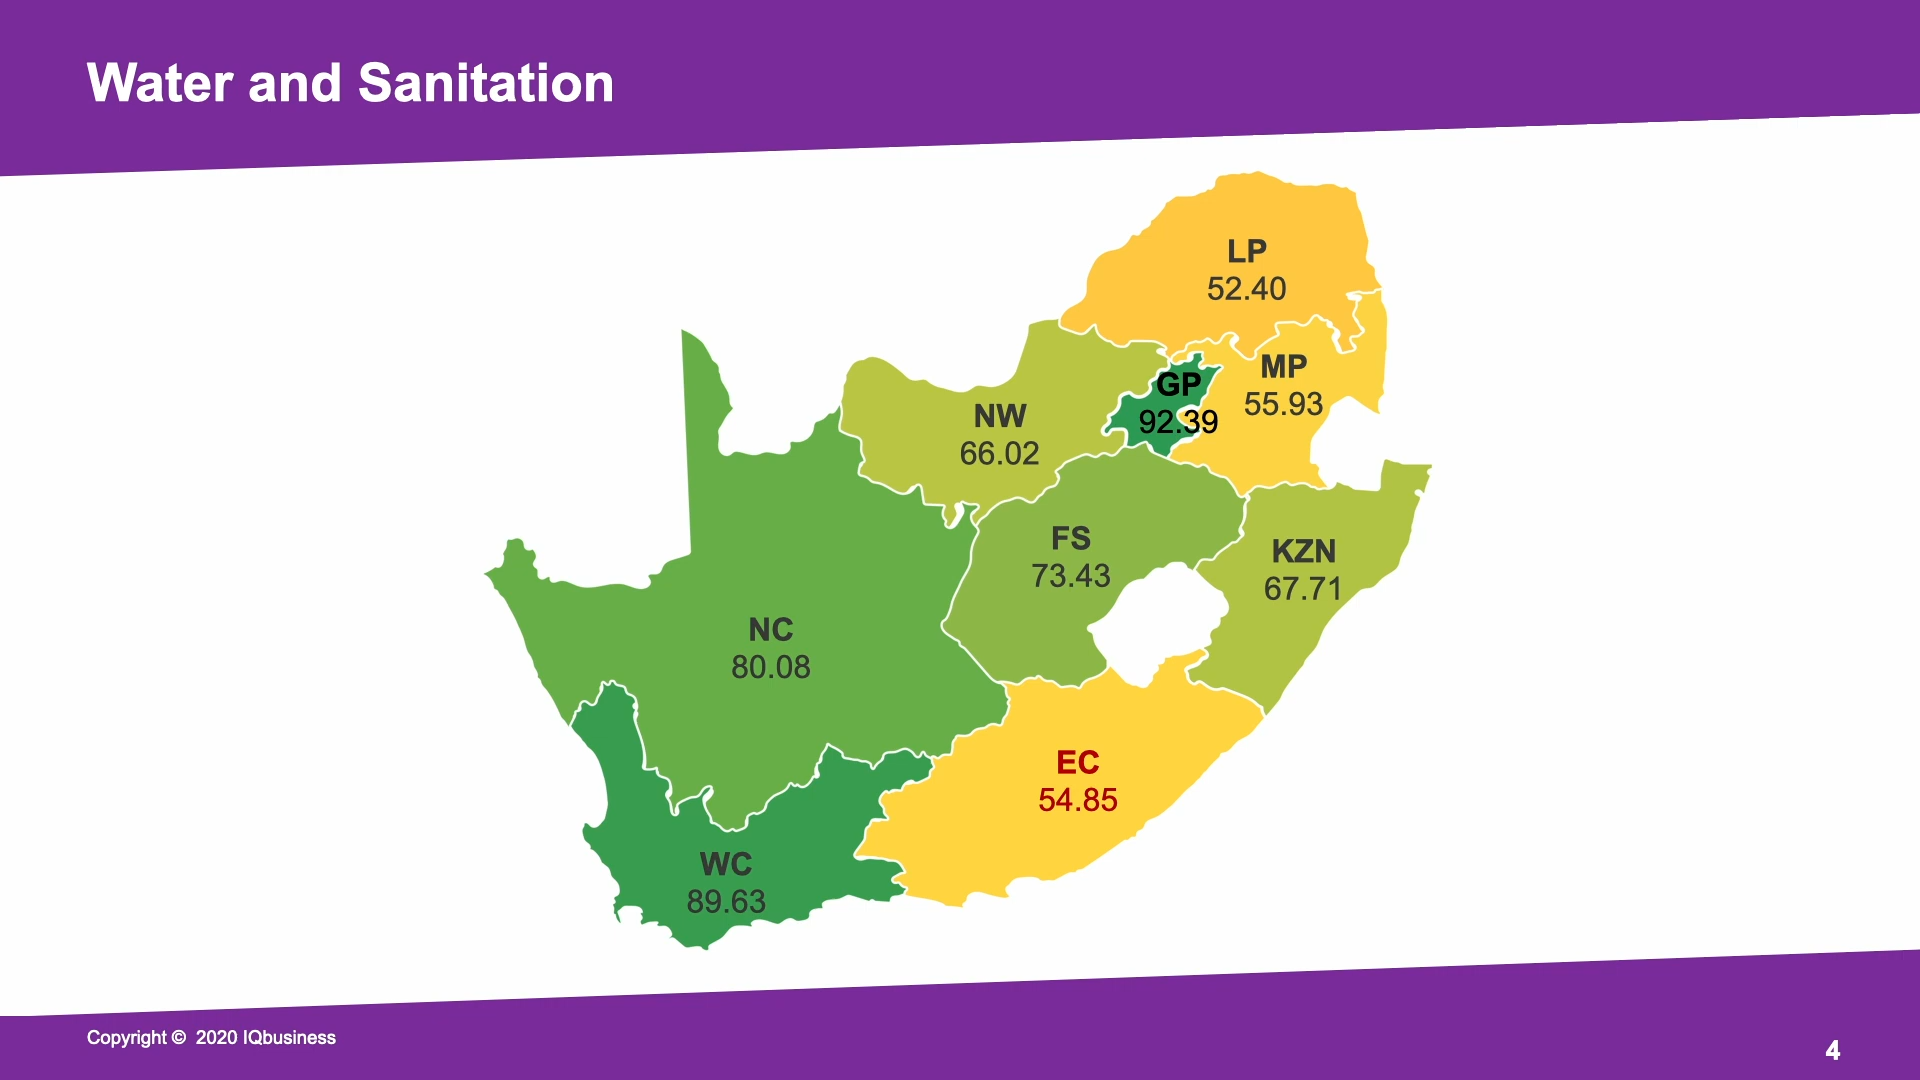 Water and Sanitation
LP
52.40
MP
55.93
GP
92.39
NW
66.02
FS
73.43
KZN
67.71
NC
80.08
EC
54.85
WC
89.63
Copyright © 2020 IQbusiness
4